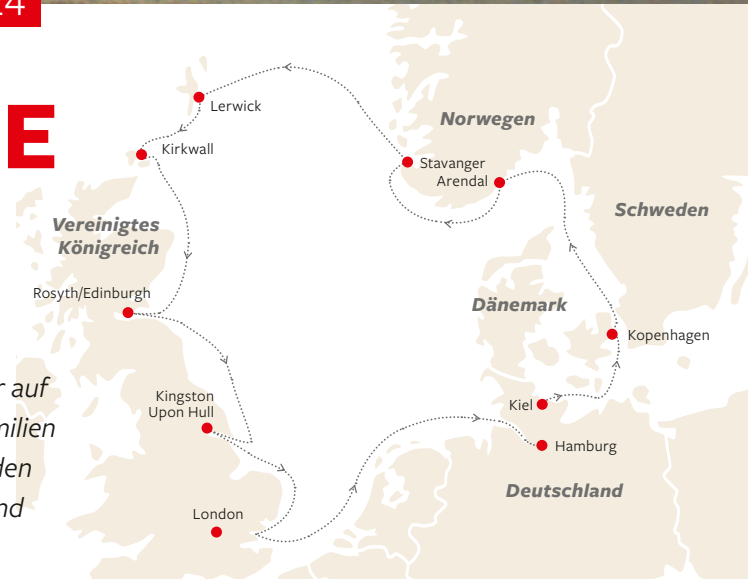 E
Lerwick
Kirkwall
Norwegen
Stavanger
Arendal
Schweden
Vereinigtes
Königreich
Rosyth/Edinburgh
Dänemark
Kopenhagen
auf
Kingston
Upon Hull
Kiel
Hamburg
Deutschland
London